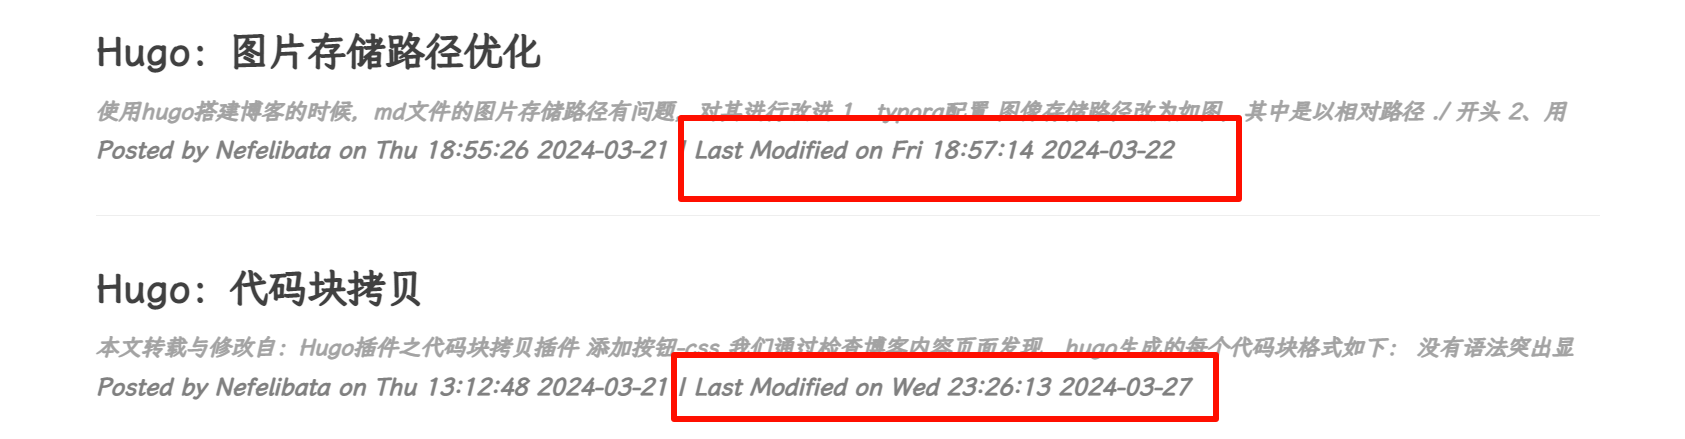 Hugo：图片存储路径优化
使用hugo搭建博客的时候，md文件的图片存储路径有问题，对其进行改进 1、typora配置 图像存储路径改为如图，其中是以相对路径 ./ 开头 2、用
Posted by Nefelibata on Thu 18:55:26 2024-03-21 | Last Modified on Fri 18:57:14 2024-03-22
Hugo：代码块拷贝
本文转载与修改自：Hugo插件之代码块拷贝插件 添加按钮-css 我们通过检查博客内容页面发现，hugo生成的每个代码块格式如下： 没有语法突出显
Posted by Nefelibata on Thu 13:12:48 2024-03-21 | Last Modified on Wed 23:26:13 2024-03-27